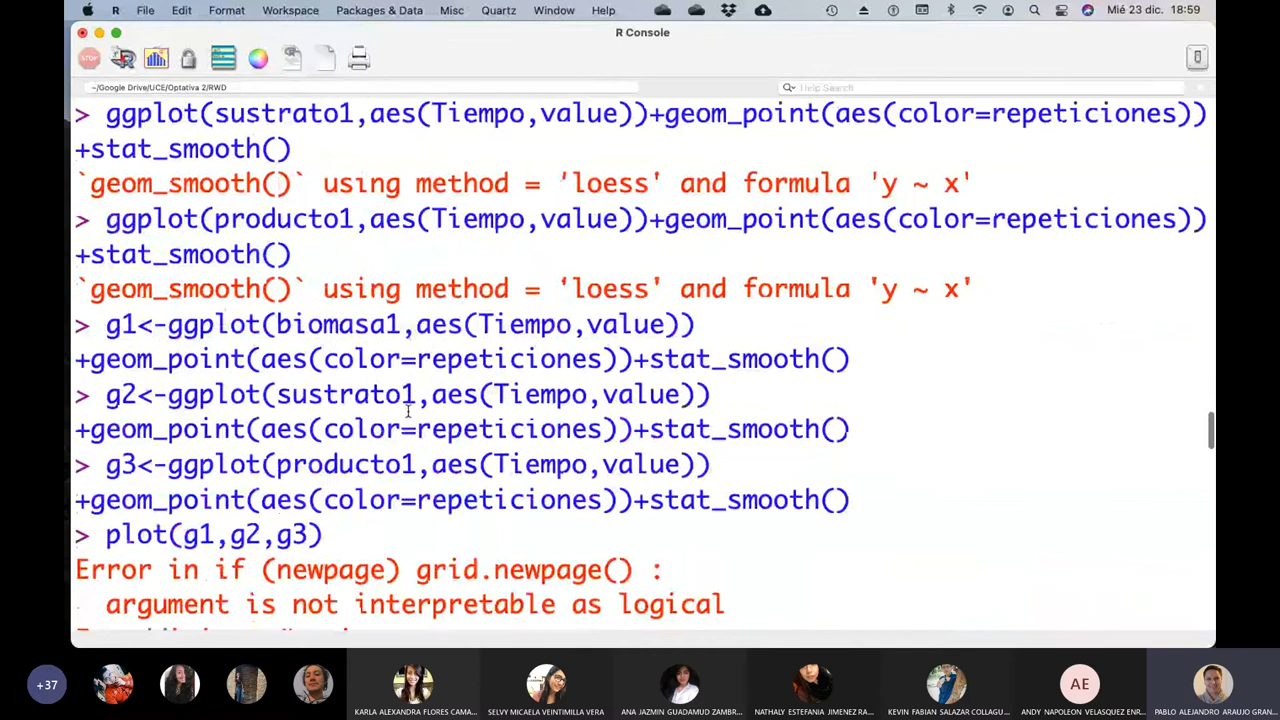 R File Edit Format Workspace Packages & Data Misc Quartz Window Help Mié 23 dic. 18:59
R Console
STOP
~/Google Drive/UCE/Optativa 2/RWD
Help Search
> ggplot(sustrato1,aes(Tiempo,value))+geom_point(aes(color=repeticiones))
+stat_smooth()
`geom_smooth()` using method = 'loess' and formula 'y ~ x'
> ggplot(producto1,aes(Tiempo,value))+geom_point(aes(color=repeticiones))
+stat_smooth()
`geom_smooth()` using method = 'loess' and formula 'y ~ x'
> g1<-ggplot(biomasa1,aes(Tiempo,value))
+geom_point(aes(color=repeticiones))+stat_smooth()
> g2<-ggplot(sustrato1,aes(Tiempo,value))
+geom_point(aes(color=repeticiones))+stat_smooth()
> g3<-ggplot(producto1,aes(Tiempo,value))
+geom_point(aes(color=repeticiones))+stat_smooth()
> plot(g1,g2,g3)
Error in if (newpage) grid.newpage() :
argument is not interpretable as logical
+37
AE
KARLA ALEXANDRA FLORES CAMA...
SELVY MICAELA VEINTIMILLA VERA
ANA JAZMIN GUADAMUD ZAMBR...
NATHALY ESTEFANIA JIMENEZ RA...
KEVIN FABIAN SALAZAR COLLAGU...
ANDY NAPOLEON VELASQUEZ ENR...
PABLO ALEJANDRO ARAUJO GRAN...